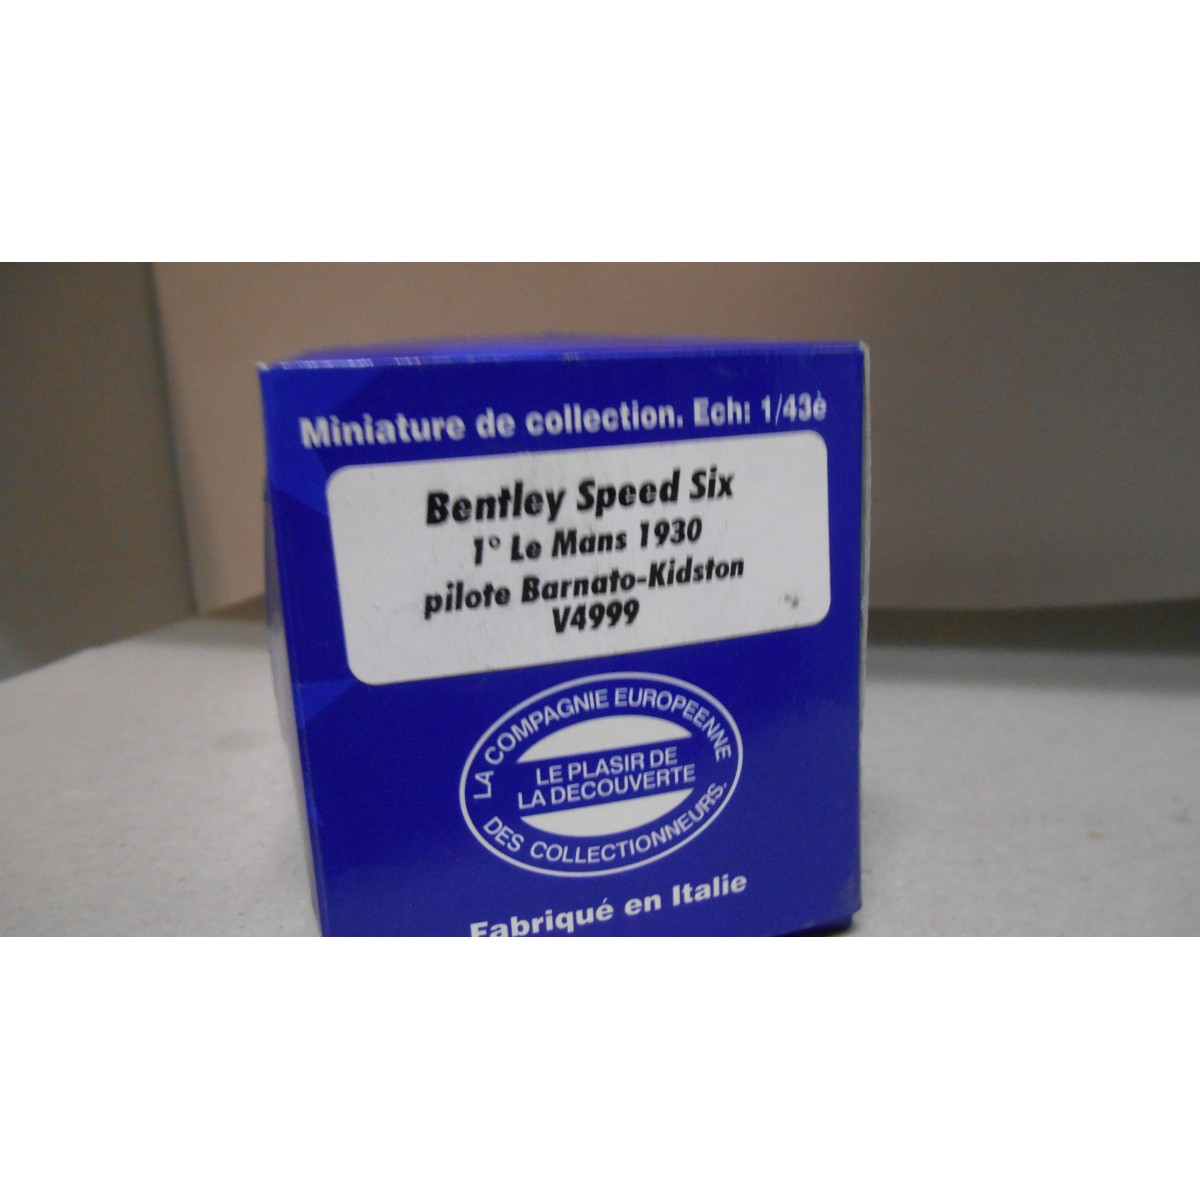 Miniature de collection. Ech: 1/43è
Bentley Speed Six
1° Le Mans 1930
pilote Barnato-Kidston
V4999
LA COMPAGNIE EUROPEENNE
LE PLASIR DE
LA DECOUVERTE
DES COLLECTIONNEURS.
Fabriqué en Italie